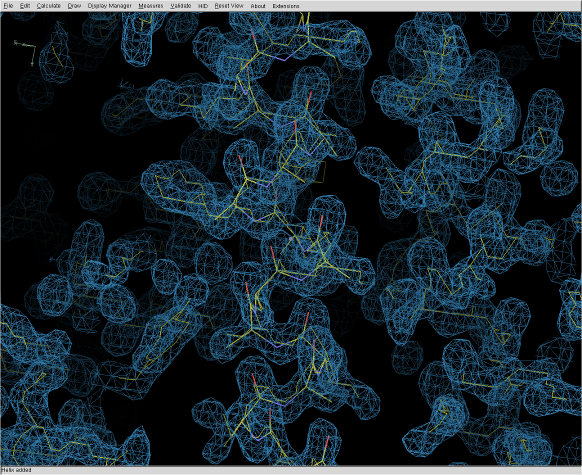 File Edit Calculate Draw Display Manager Measures Validate HID Reset View About Extensions
Helix added